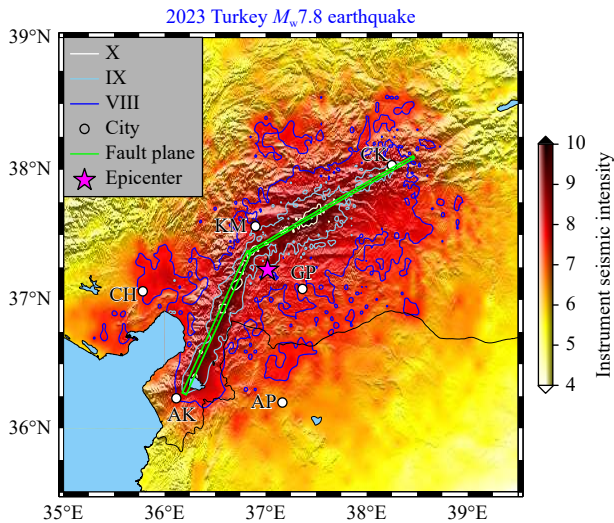 2023 Turkey Mw7.8 earthquake
39°N
38°N
37°N
36°N
X
IX
VIII
City
Fault plane
Epicenter
CK
KM
GP
CH
AK
AP
35°E
36°E
37°E
38°E
39°E
10
9
8
7
6
5
4
Instrument seismic intensity